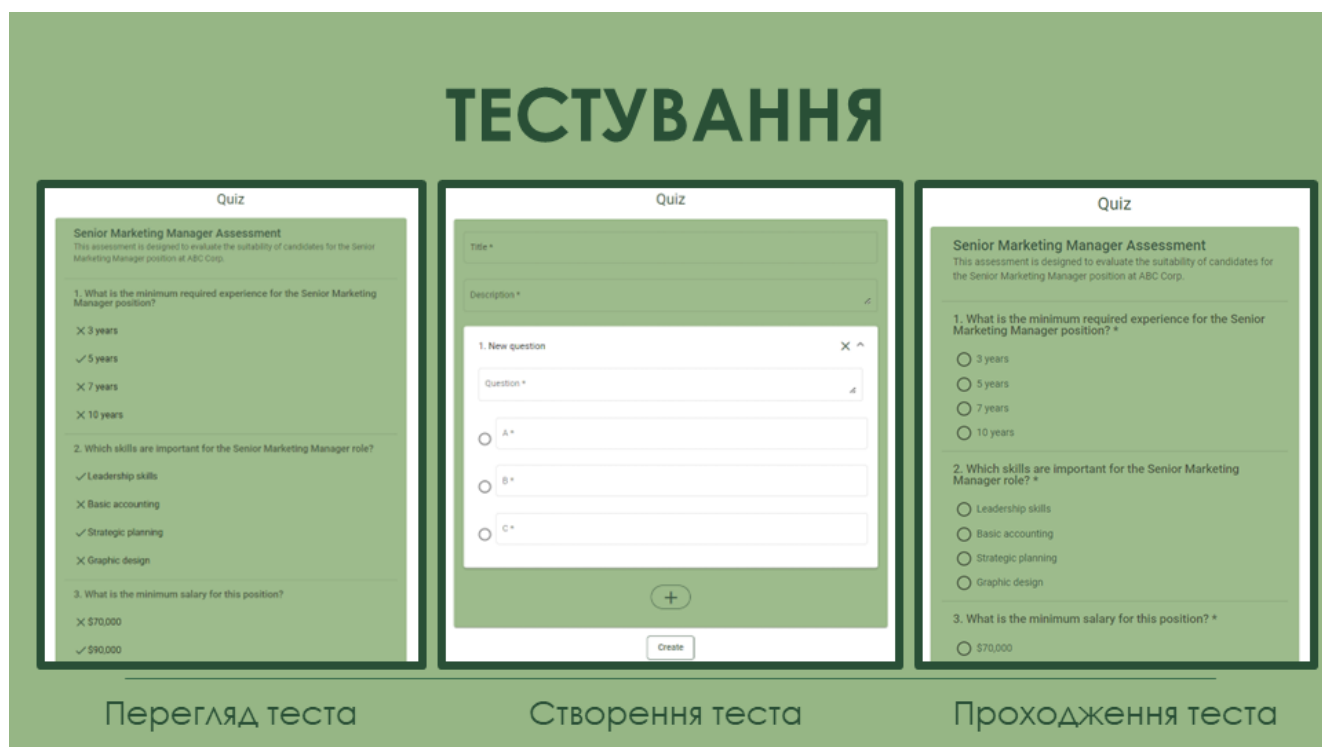 ТЕСТУВАННЯ
Quiz
Senior Marketing Manager Assessment
This assessment is designed to evaluate the suitability of candidates for the Senior
Marketing Manager position at ABC Corp.
1. What is the minimum required experience for the Senior Marketing
Manager position?
3 years
5 years
7 years
10 years
2. Which skills are important for the Senior Marketing Manager role?
Leadership skills
Basic accounting
Strategic planning
Graphic design
3. What is the minimum salary for this position?
$70,000
$90,000
Перегляд теста
Quiz
Title *
Description *
1. New question
Question *
A *
B *
C *
+
Create
Створення теста
Quiz
Senior Marketing Manager Assessment
This assessment is designed to evaluate the suitability of candidates for
the Senior Marketing Manager position at ABC Corp.
1. What is the minimum required experience for the Senior
Marketing Manager position? *
3 years
5 years
7 years
10 years
2. Which skills are important for the Senior Marketing
Manager role? *
Leadership skills
Basic accounting
Strategic planning
Graphic design
3. What is the minimum salary for this position? *
$70,000
Проходження теста